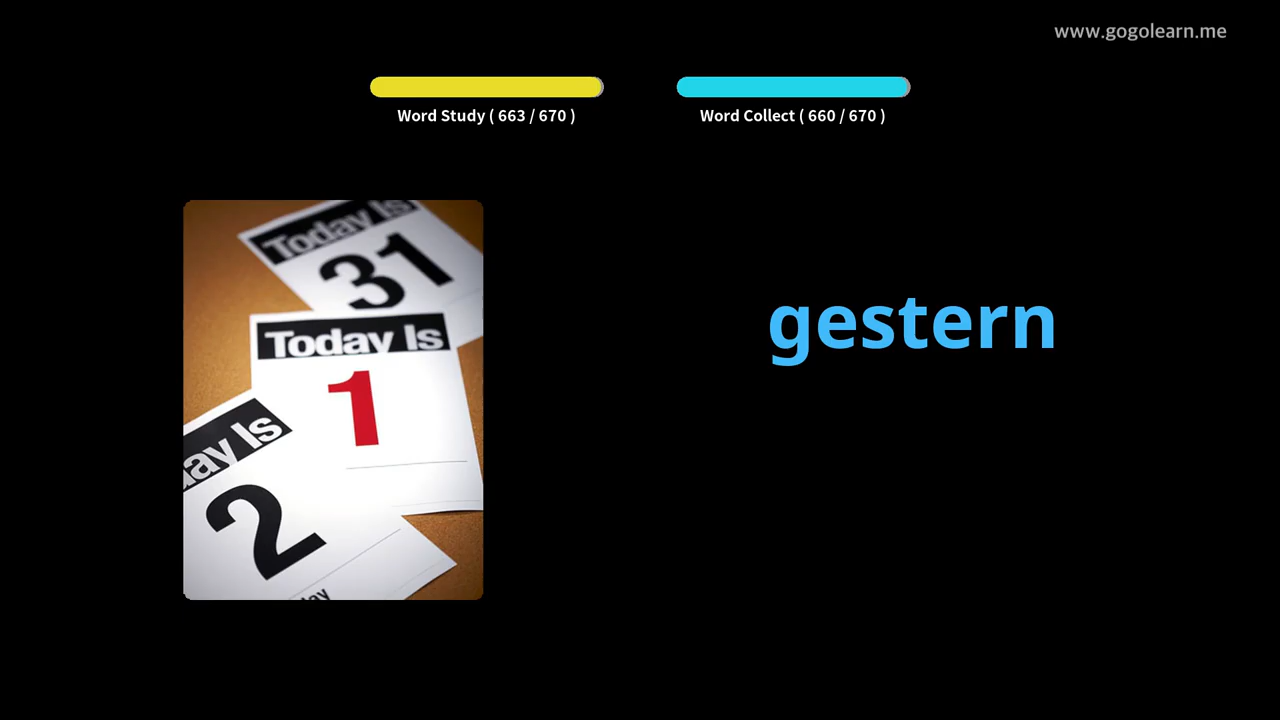 www.gogolearn.me
Word Study ( 663 / 670 )
Word Collect ( 660 / 670 )
Today Is
31
Today Is
1
gestern
ay Is
2